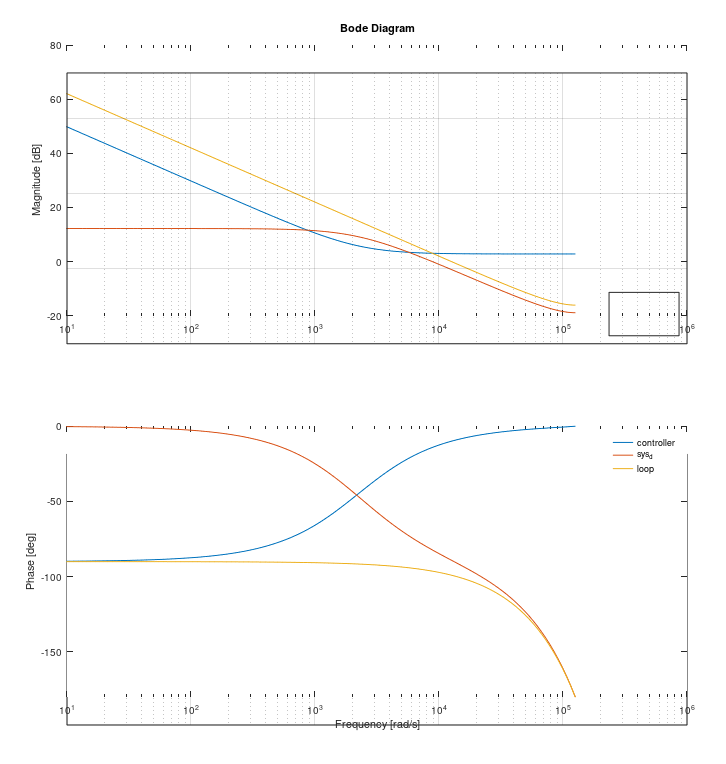 Bode Diagram
80
60
40
20
0
-20
Magnitude [dB]
10^1 10^2 10^3 10^4 10^5 10^6
0
-50
-100
-150
Phase [deg]
controller
sys_d
loop
10^1 10^2 10^3 10^4 10^5 10^6
Frequency [rad/s]